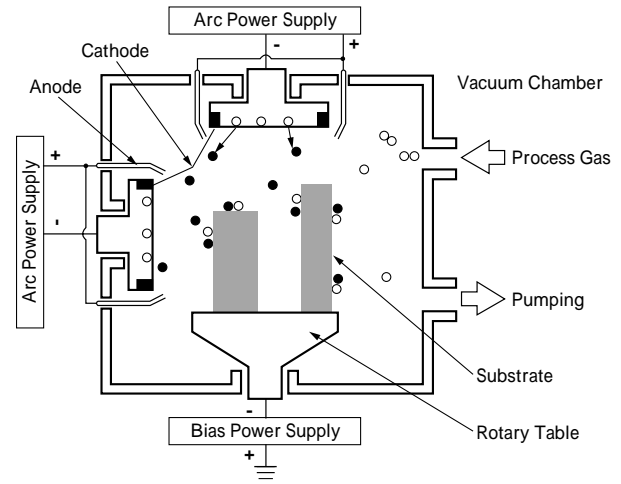 Arc Power Supply
-
+
Cathode
Anode
Vacuum Chamber
+
Arc Power Supply
-
Process Gas
Pumping
Substrate
-
Bias Power Supply
Rotary Table
+